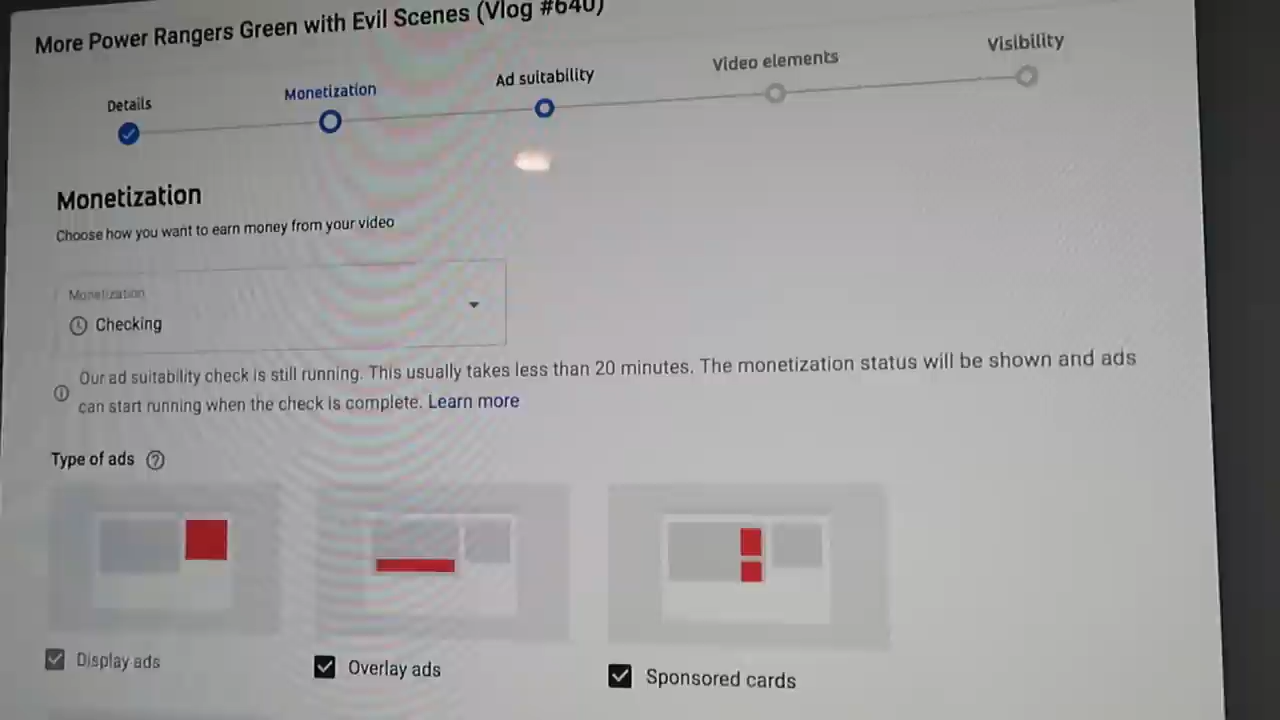 More Power Rangers Green with Evil Scenes (Vlog #640)
Details
Monetization
Ad suitability
Video elements
Visibility
Monetization
Choose how you want to earn money from your video
Monetization
Checking
Our ad suitability check is still running. This usually takes less than 20 minutes. The monetization status will be shown and ads
can start running when the check is complete. Learn more
Type of ads ?
Display ads
Overlay ads
Sponsored cards